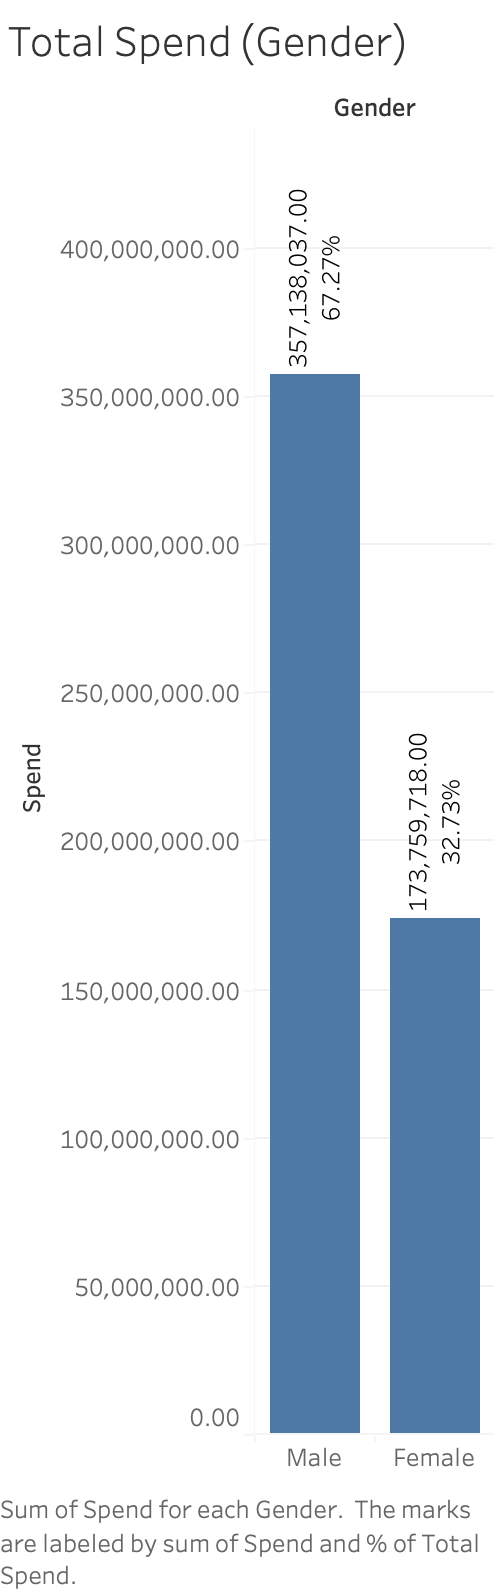 Total Spend (Gender)
Gender
400,000,000.00
350,000,000.00
300,000,000.00
250,000,000.00
200,000,000.00
150,000,000.00
100,000,000.00
50,000,000.00
0.00
Spend
357,138,037.00
67.27%
173,759,718.00
32.73%
Male
Female
Sum of Spend for each Gender. The marks
are labeled by sum of Spend and % of Total
Spend.